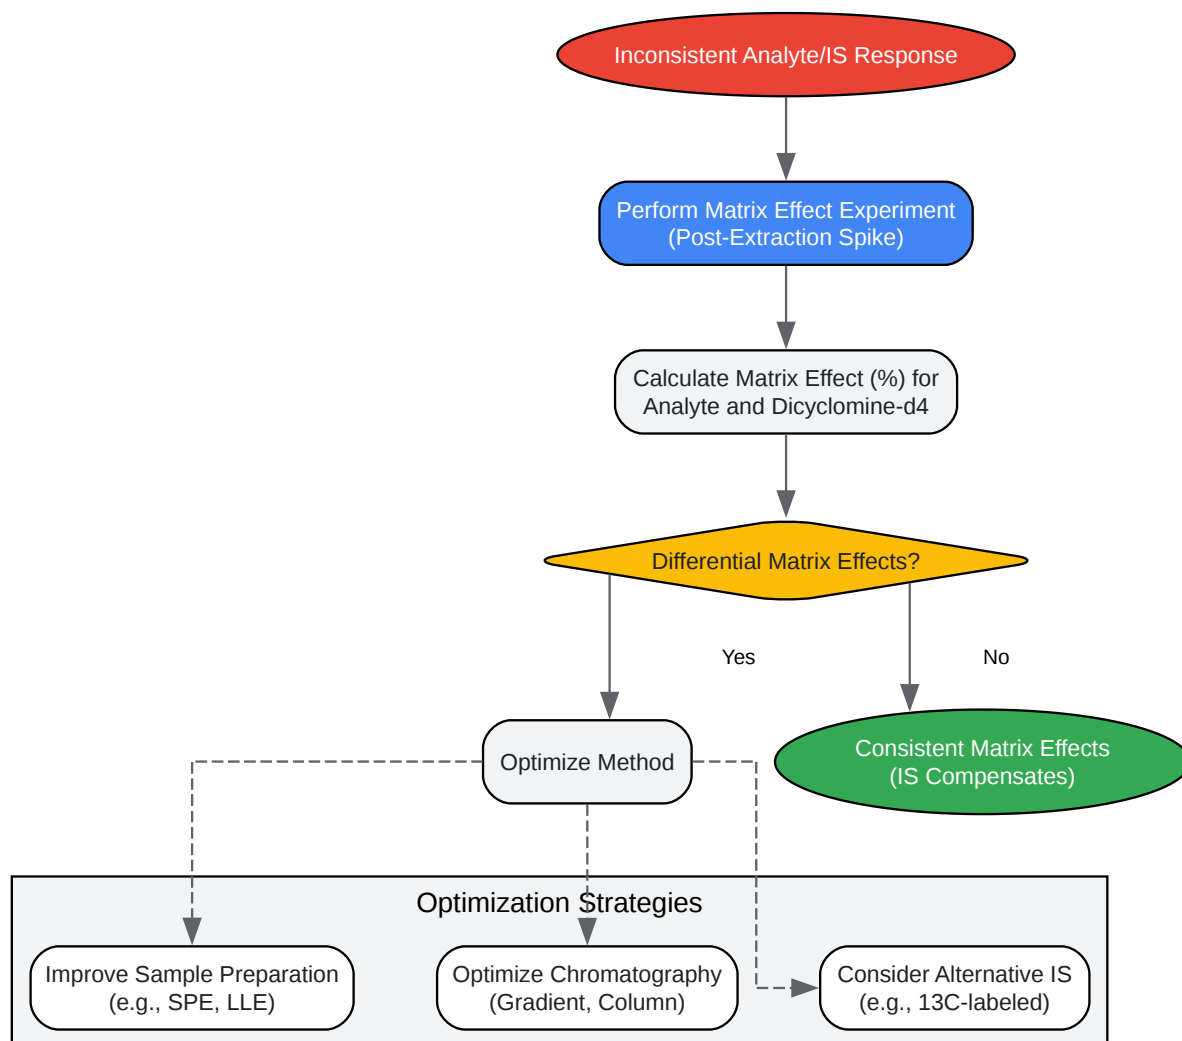 Inconsistent Analyte/IS Response
Perform Matrix Effect Experiment
(Post-Extraction Spike)
Calculate Matrix Effect (%) for
Analyte and Dicyclomine-d4
Differential Matrix Effects?
Yes
No
Optimize Method
Consistent Matrix Effects
(IS Compensates)
Optimization Strategies
Improve Sample Preparation
(e.g., SPE, LLE)
Optimize Chromatography
(Gradient, Column)
Consider Alternative IS
(e.g., 13C-labeled)